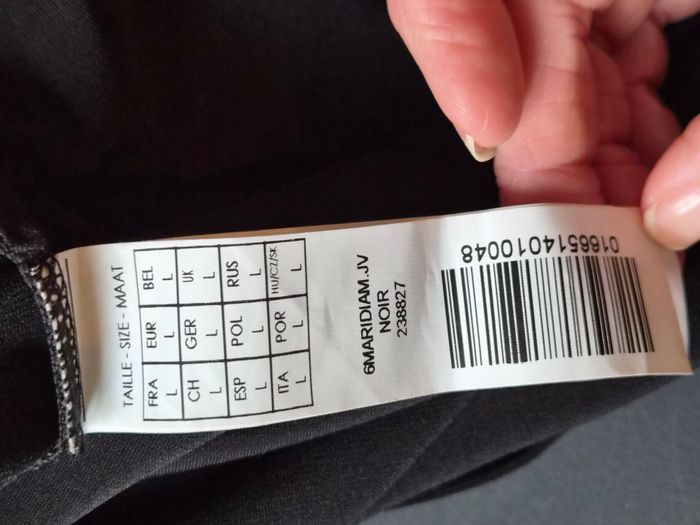 TAILLE - SIZE - MAAT
FRA EUR BEL
L L L
CH GER UK
L L L
ESP POL RUS
L L L
ITA POR HU/CZ/SK
L L L
6MARIDIAM.JV
NOIR
238827
0166514010048